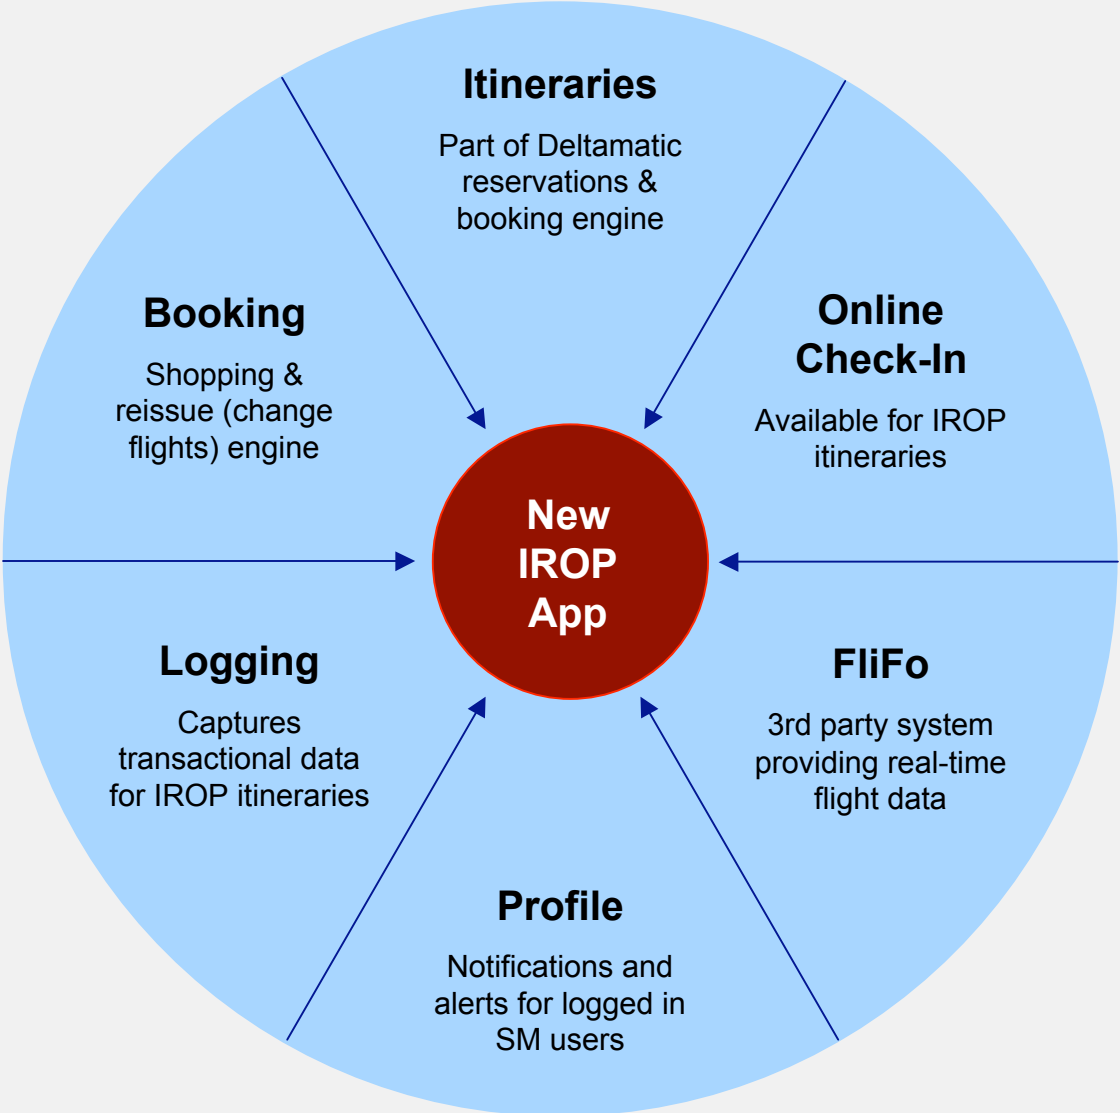 Itineraries
Part of Deltamatic
reservations &
booking engine
Booking
Shopping &
reissue (change
flights) engine
Online
Check-In
Available for IROP
itineraries
New
IROP
App
Logging
Captures
transactional data
for IROP itineraries
FliFo
3rd party system
providing real-time
flight data
Profile
Notifications and
alerts for logged in
SM users